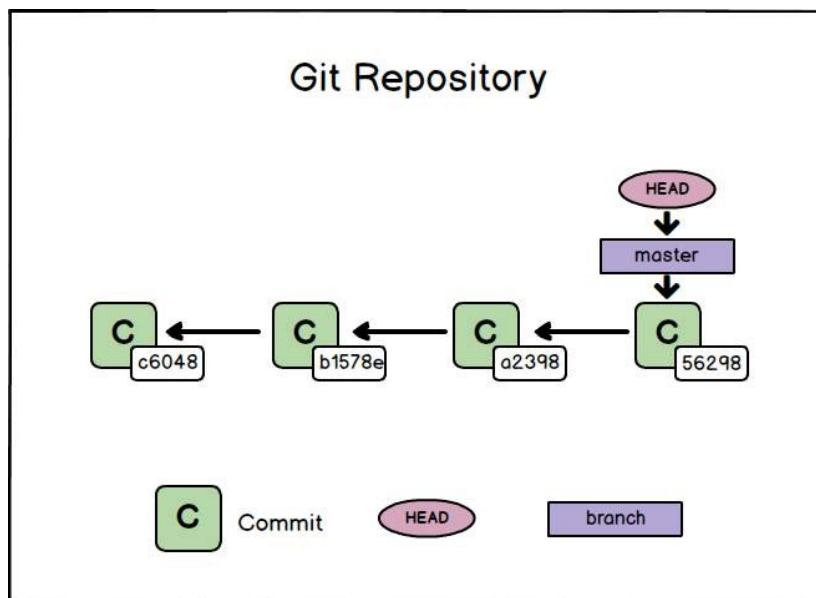 Git Repository
HEAD
master
C
C
C
C
c6048
b1578e
a2398
56298
C
Commit
HEAD
branch